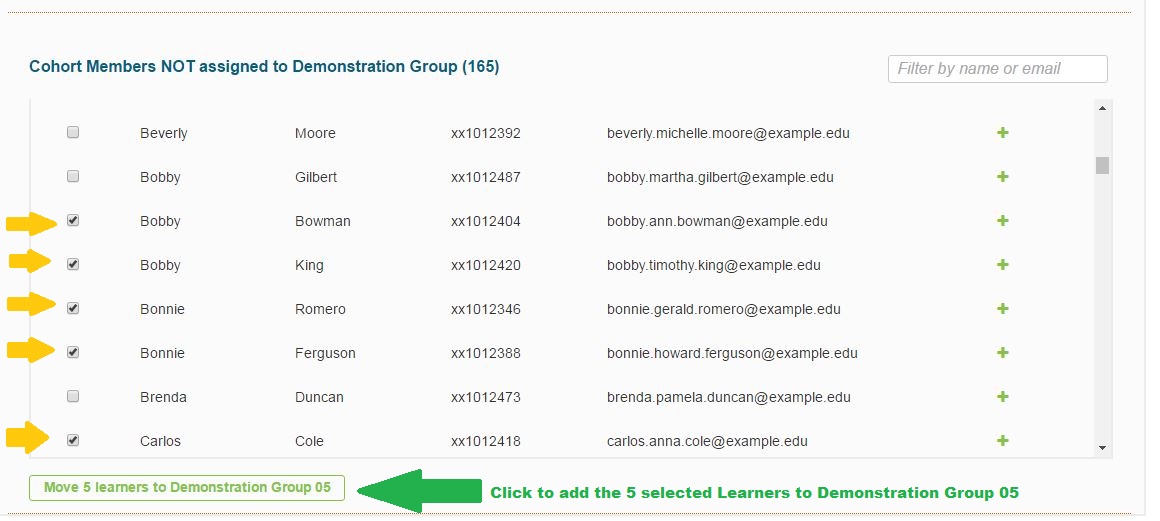 Cohort Members NOT assigned to Demonstration Group (165)
Filter by name or email
Beverly Moore xx1012392 beverly.michelle.moore@example.edu
Bobby Gilbert xx1012487 bobby.martha.gilbert@example.edu
Bobby Bowman xx1012404 bobby.ann.bowman@example.edu
Bobby King xx1012420 bobby.timothy.king@example.edu
Bonnie Romero xx1012346 bonnie.gerald.romero@example.edu
Bonnie Ferguson xx1012388 bonnie.howard.ferguson@example.edu
Brenda Duncan xx1012473 brenda.pamela.duncan@example.edu
Carlos Cole xx1012418 carlos.anna.cole@example.edu
Move 5 learners to Demonstration Group 05
Click to add the 5 selected Learners to Demonstration Group 05